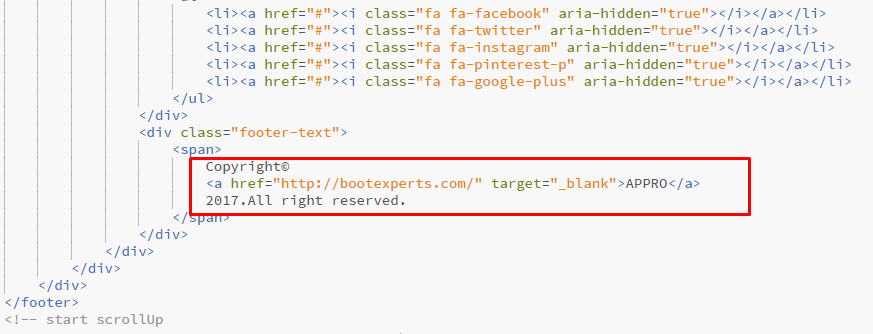 <li><a href="#"><i class="fa fa-facebook" aria-hidden="true"></i></a></li>
<li><a href="#"><i class="fa fa-twitter" aria-hidden="true"></i></a></li>
<li><a href="#"><i class="fa fa-instagram" aria-hidden="true"></i></a></li>
<li><a href="#"><i class="fa fa-pinterest-p" aria-hidden="true"></i></a></li>
<li><a href="#"><i class="fa fa-google-plus" aria-hidden="true"></i></a></li>
</ul>
</div>
<div class="footer-text">
<span>
Copyright©
<a href="http://bootexperts.com/" target="_blank">APPRO</a>
2017.All right reserved.
</span>
</div>
</div>
</div>
</div>
</footer>
<!-- start scrollUp